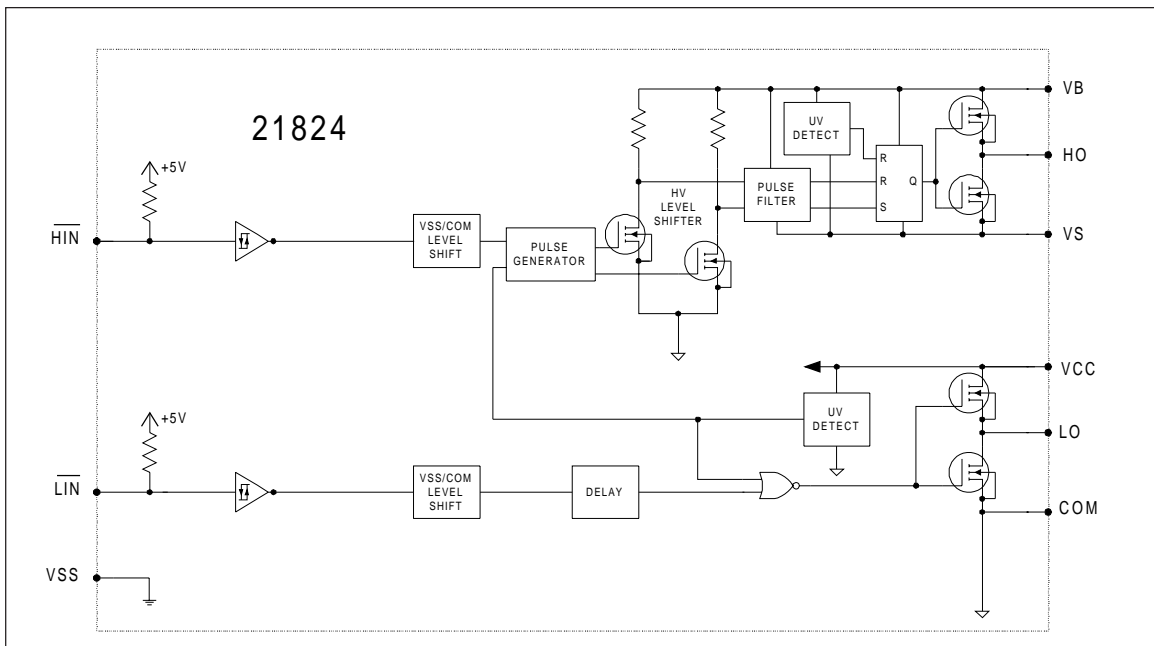 21824
VB
UV
DETECT
+5V
R
HO
R
Q
PULSE
FILTER
HV
LEVEL
SHIFTER
S
VSS/COM
LEVEL
SHIFT
HIN
PULSE
GENERATOR
VS
VCC
UV
DETECT
+5V
LO
VSS/COM
LEVEL
SHIFT
LIN
DELAY
COM
VSS